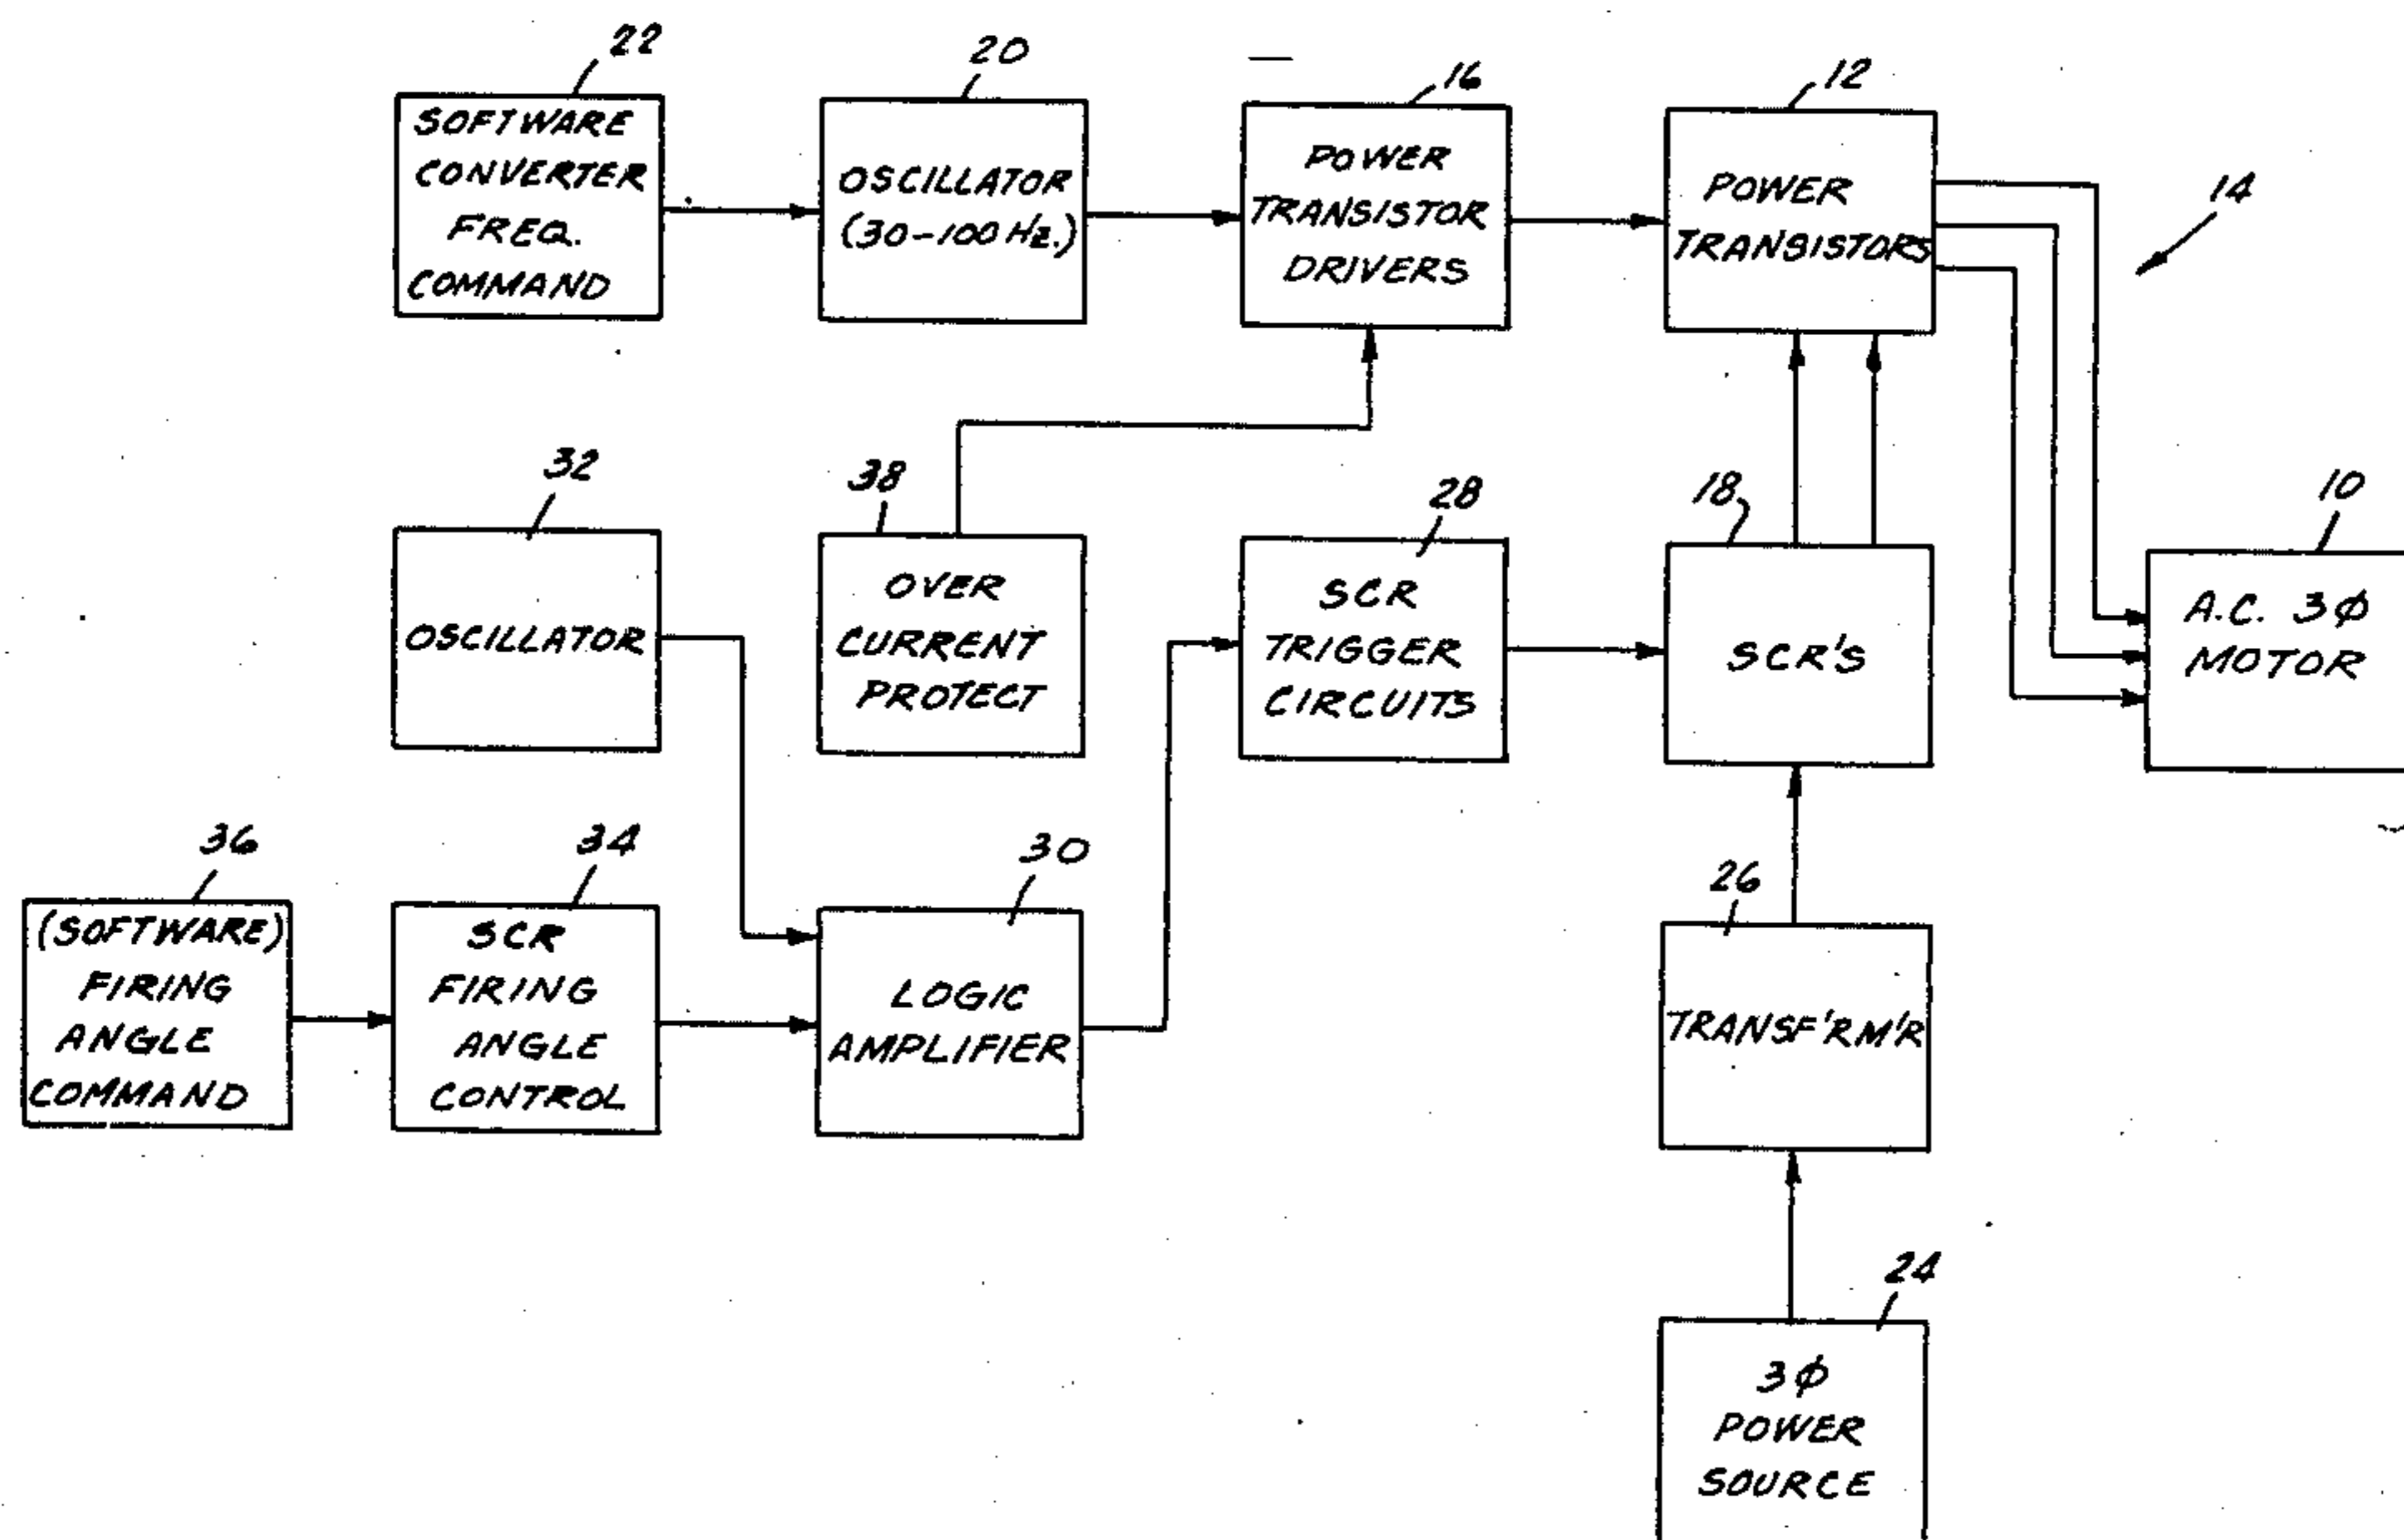 22
SOFTWARE
CONVERTER
FREQ.
COMMAND
20
OSCILLATOR
(30-100 Hz.)
16
POWER
TRANSISTOR
DRIVERS
12
POWER
TRANSISTORS
14
32
OSCILLATOR
38
OVER
CURRENT
PROTECT
28
SCR
TRIGGER
CIRCUITS
18
SCR'S
10
A.C. 3ϕ
MOTOR
36
(SOFTWARE)
FIRING
ANGLE
COMMAND
34
SCR
FIRING
ANGLE
CONTROL
30
LOGIC
AMPLIFIER
26
TRANSF'RM'R
24
3ϕ
POWER
SOURCE